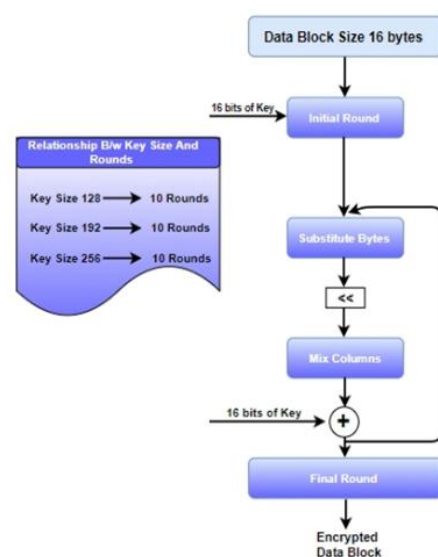 Data Block Size 16 bytes
16 bits of Key
Initial Round
Relationship B/w Key Size And
Rounds
Key Size 128 10 Rounds
Key Size 192 10 Rounds
Key Size 256 10 Rounds
Substitute Bytes
<<
Mix Columns
16 bits of Key
+
Final Round
Encrypted
Data Block